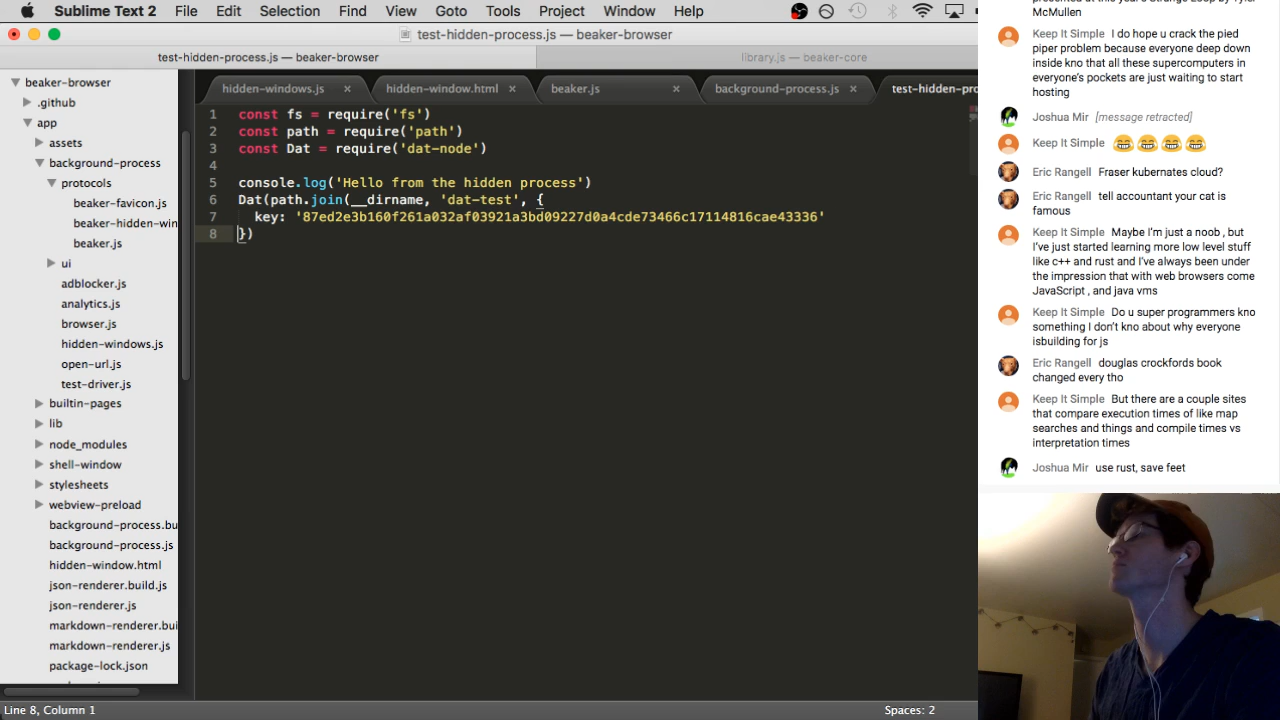 Sublime Text 2 File Edit Selection Find View Goto Tools Project Window Help
test-hidden-process.js — beaker-browser
test-hidden-process.js — beaker-browser
library.js — beaker-core
hidden-windows.js ×
hidden-window.html ×
beaker.js ×
background-process.js ×
test-hidden-pro
beaker-browser
.github
app
assets
background-process
protocols
beaker-favicon.js
beaker-hidden-win
beaker.js
ui
adblocker.js
analytics.js
browser.js
hidden-windows.js
open-url.js
test-driver.js
builtin-pages
lib
node_modules
shell-window
stylesheets
webview-preload
background-process.bu
background-process.js
hidden-window.html
json-renderer.build.js
json-renderer.js
markdown-renderer.bui
markdown-renderer.js
package-lock.json
1 const fs = require('fs')
2 const path = require('path')
3 const Dat = require('dat-node')
4
5 console.log('Hello from the hidden process')
6 Dat(path.join(__dirname, 'dat-test', {
7 key: '87ed2e3b160f261a032af03921a3bd09227d0a4cde73466c17114816cae43336'
8 })
Line 8, Column 1
Spaces: 2
presented at this year's Strange Loop by Tyler
McMullen
Keep It Simple I do hope u crack the pied
piper problem because everyone deep down
inside kno that all these supercomputers in
everyone's pockets are just waiting to start
hosting
Joshua Mir [message retracted]
Keep It Simple 😂 😂 😂 😂
Eric Rangell Fraser kubernates cloud?
Eric Rangell tell accountant your cat is
famous
Keep It Simple Maybe I'm just a noob , but
I've just started learning more low level stuff
like c++ and rust and I've always been under
the impression that with web browsers come
JavaScript , and java vms
Keep It Simple Do u super programmers kno
something I don't kno about why everyone
isbuilding for js
Eric Rangell douglas crockfords book
changed every tho
Keep It Simple But there are a couple sites
that compare execution times of like map
searches and things and compile times vs
interpretation times
Joshua Mir use rust, save feet